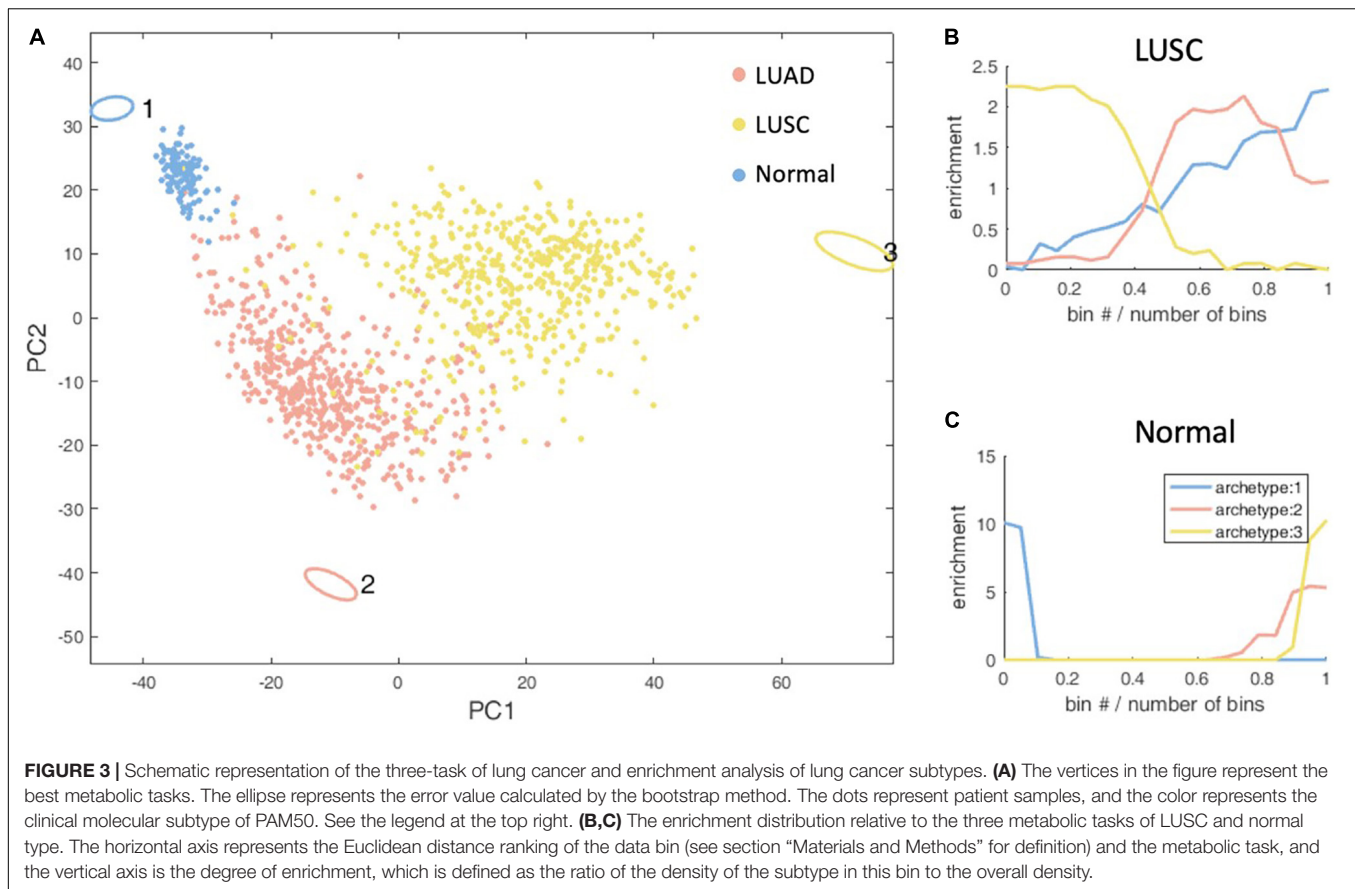 A
40
30
20
10
0
-10
-20
-30
-40
-50
PC2
-40
-20
0
20
40
60
PC1
1
2
3
LUAD
LUSC
Normal
B
LUSC
2.5
2
1.5
1
0.5
0
enrichment
0
0.2
0.4
0.6
0.8
1
bin # / number of bins
C
Normal
15
10
5
0
enrichment
archetype:1
archetype:2
archetype:3
0
0.2
0.4
0.6
0.8
1
bin # / number of bins
FIGURE 3 | Schematic representation of the three-task of lung cancer and enrichment analysis of lung cancer subtypes. (A) The vertices in the figure represent the
best metabolic tasks. The ellipse represents the error value calculated by the bootstrap method. The dots represent patient samples, and the color represents the
clinical molecular subtype of PAM50. See the legend at the top right. (B,C) The enrichment distribution relative to the three metabolic tasks of LUSC and normal
type. The horizontal axis represents the Euclidean distance ranking of the data bin (see section “Materials and Methods” for definition) and the metabolic task, and
the vertical axis is the degree of enrichment, which is defined as the ratio of the density of the subtype in this bin to the overall density.